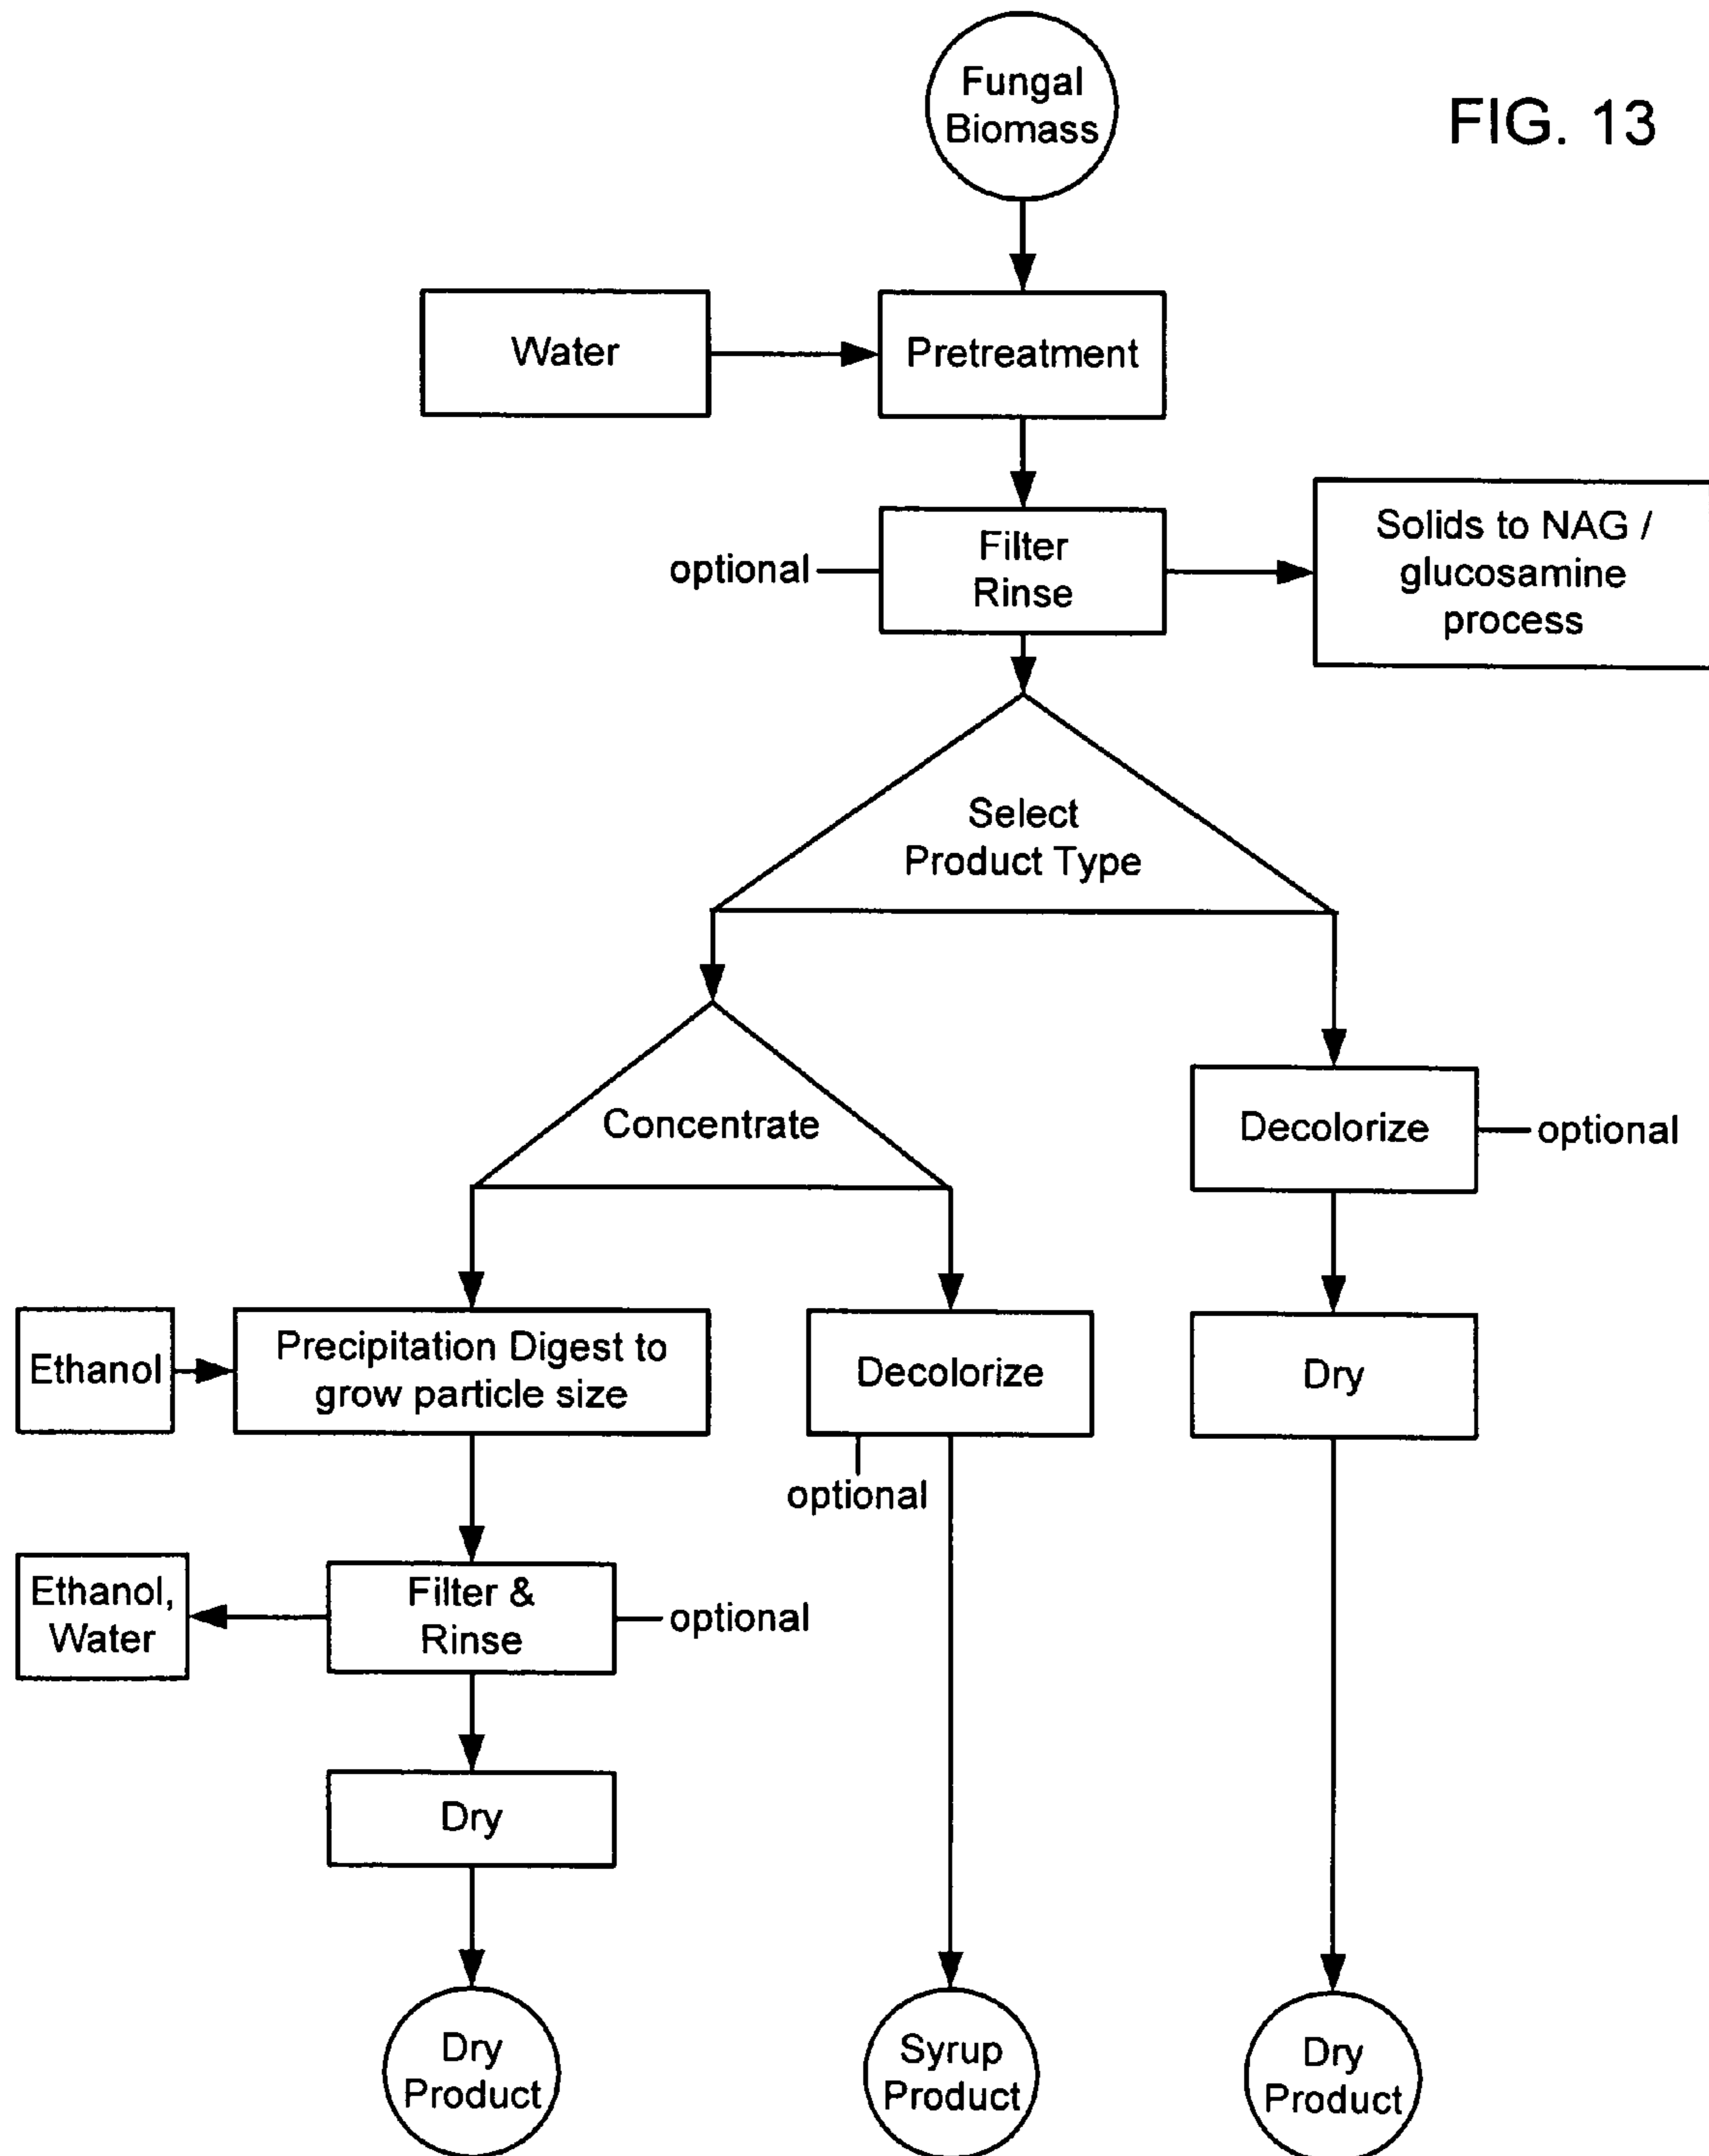 Fungal
Biomass
FIG. 13
Water
Pretreatment
optional
Filter
Rinse
Solids to NAG /
glucosamine
process
Select
Product Type
Concentrate
Decolorize
optional
Ethanol
Precipitation Digest to
grow particle size
Decolorize
optional
Dry
Ethanol,
Water
Filter &
Rinse
optional
Dry
Dry
Product
Syrup
Product
Dry
Product